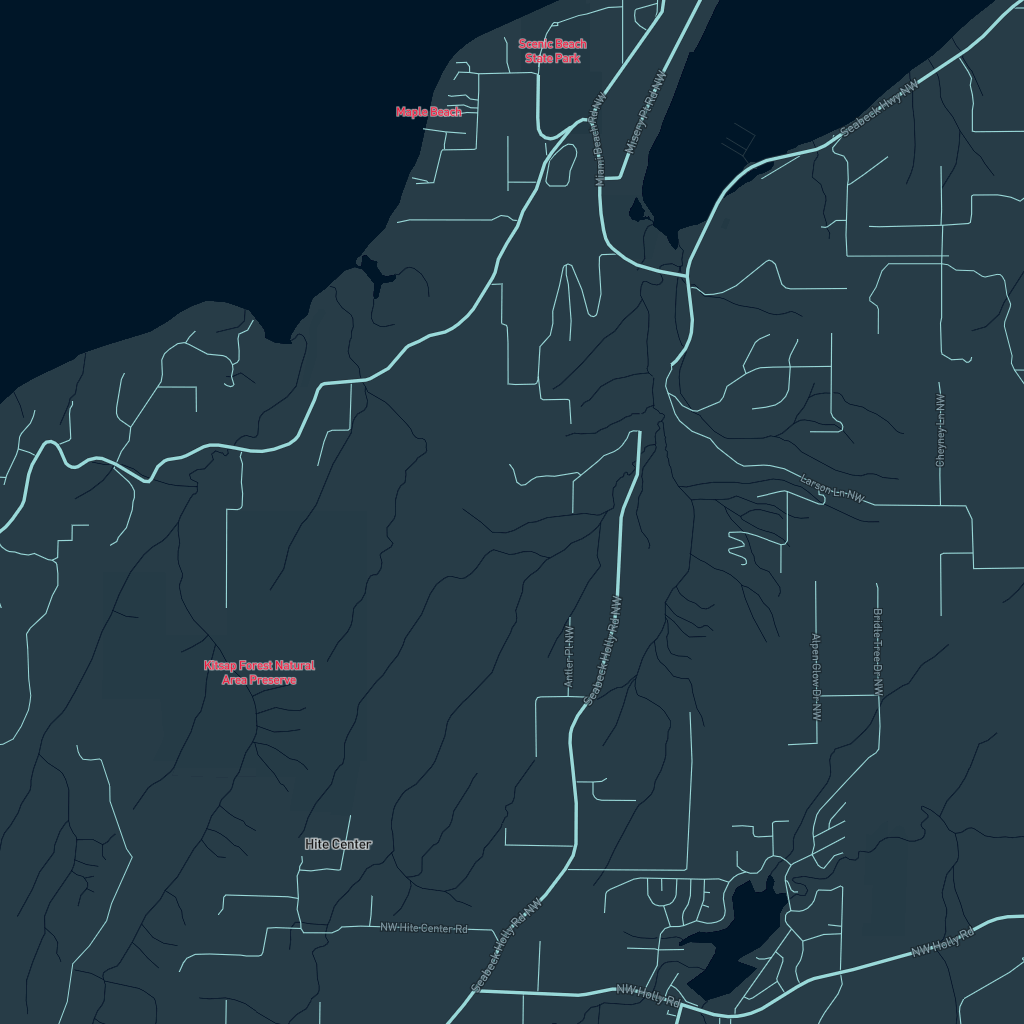 Scenic Beach
State Park
Maple Beach
Miami Beach Rd NW
Misery Pt Rd NW
Seabeck Hwy NW
Cheyney Ln NW
Larson Ln NW
Seabeck Holly Rd NW
Antler Pl NW
Alpen Glow Dr NW
Bridle Tree Dr NW
Kitsap Forest Natural
Area Preserve
Hite Center
NW Hite Center Rd
Seabeck Holly Rd NW
NW Holly Rd
NW Holly Rd